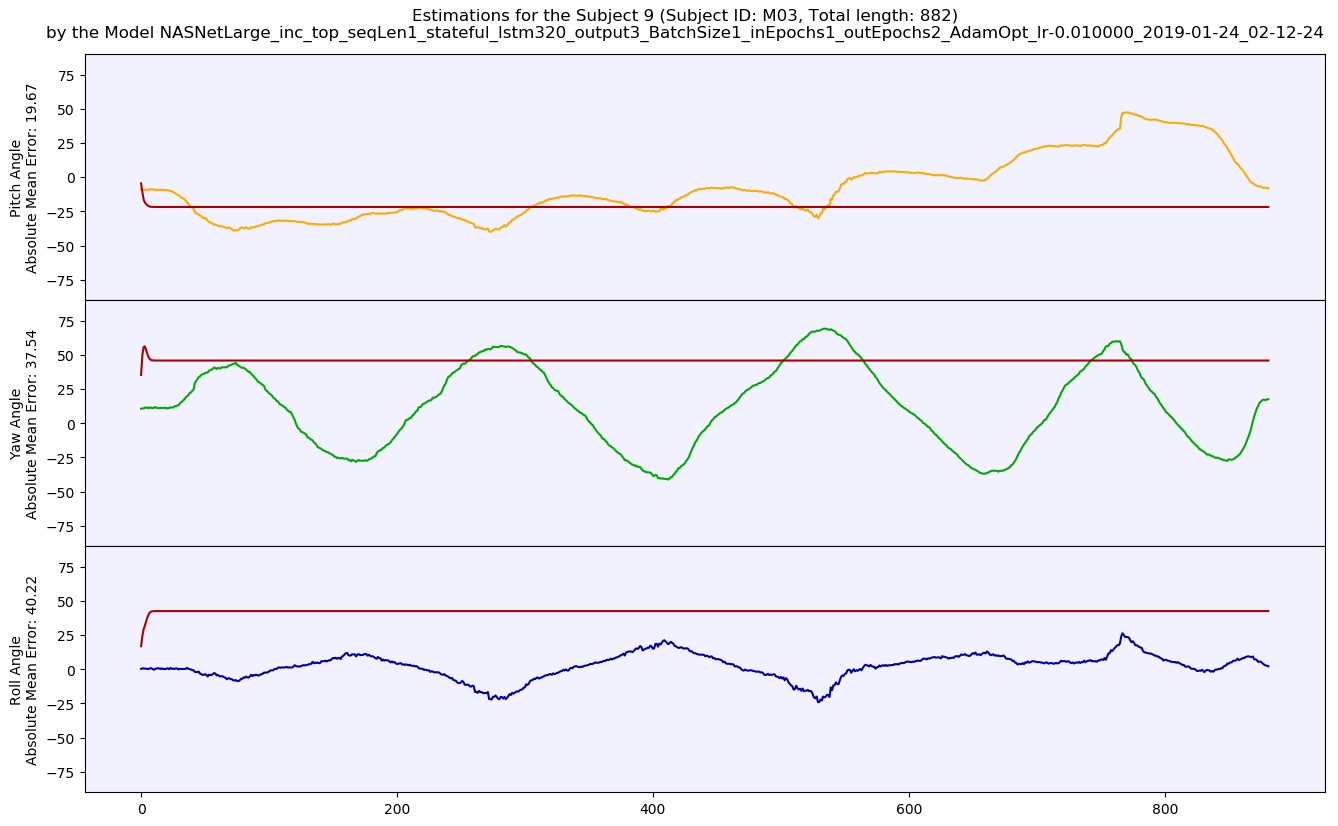 Estimations for the Subject 9 (Subject ID: M03, Total length: 882)
by the Model NASNetLarge_inc_top_seqLen1_stateful_lstm320_output3_BatchSize1_inEpochs1_outEpochs2_AdamOpt_lr-0.010000_2019-01-24_02-12-24
Pitch Angle
Absolute Mean Error: 19.67
75
50
25
0
−25
−50
−75
Yaw Angle
Absolute Mean Error: 37.54
75
50
25
0
−25
−50
−75
Roll Angle
Absolute Mean Error: 40.22
75
50
25
0
−25
−50
−75
0 200 400 600 800